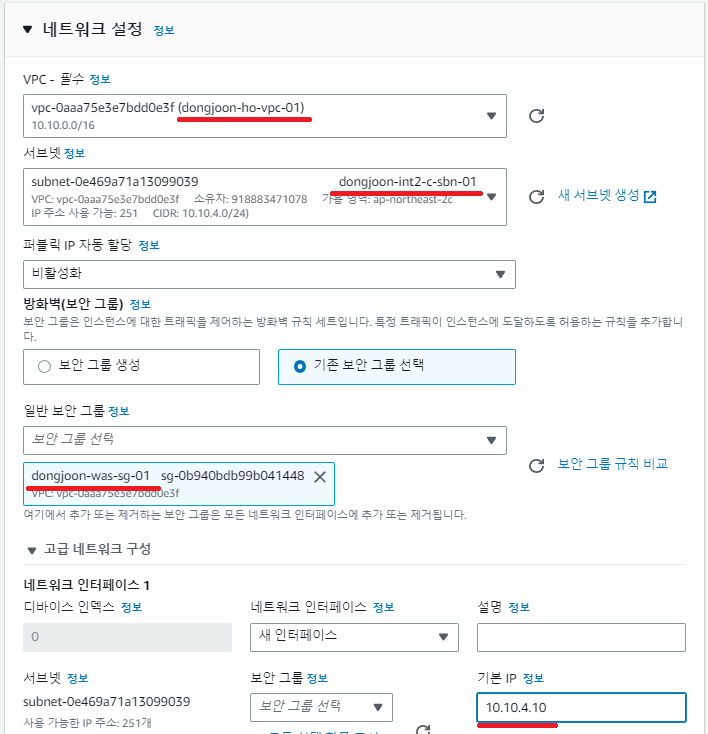 네트워크 설정 정보
VPC - 필수 정보
vpc-0aaa75e3e7bdd0e3f (dongjoon-ho-vpc-01)
10.10.0.0/16
서브넷 정보
subnet-0e469a71a13099039 dongjoon-int2-c-sbn-01
VPC: vpc-0aaa75e3e7bdd0e3f 소유자: 918883471078 가용 영역: ap-northeast-2c
IP 주소 사용 가능: 251 CIDR: 10.10.4.0/24)
새 서브넷 생성
퍼블릭 IP 자동 할당 정보
비활성화
방화벽(보안 그룹) 정보
보안 그룹은 인스턴스에 대한 트래픽을 제어하는 방화벽 규칙 세트입니다. 특정 트래픽이 인스턴스에 도달하도록 허용하는 규칙을 추가합니
다.
보안 그룹 생성 기존 보안 그룹 선택
일반 보안 그룹 정보
보안 그룹 선택
dongjoon-was-sg-01 sg-0b940bdb99b041448
VPC: vpc-0aaa75e3e7bdd0e3f
보안 그룹 규칙 비교
여기에서 추가 또는 제거하는 보안 그룹은 모든 네트워크 인터페이스에 추가 또는 제거됩니다.
고급 네트워크 구성
네트워크 인터페이스 1
디바이스 인덱스 정보 네트워크 인터페이스 정보 설명 정보
0 새 인터페이스
서브넷 정보 보안 그룹 정보 기본 IP 정보
subnet-0e469a71a13099039 보안 그룹 선택 10.10.4.10
사용 가능한 IP 주소: 251개